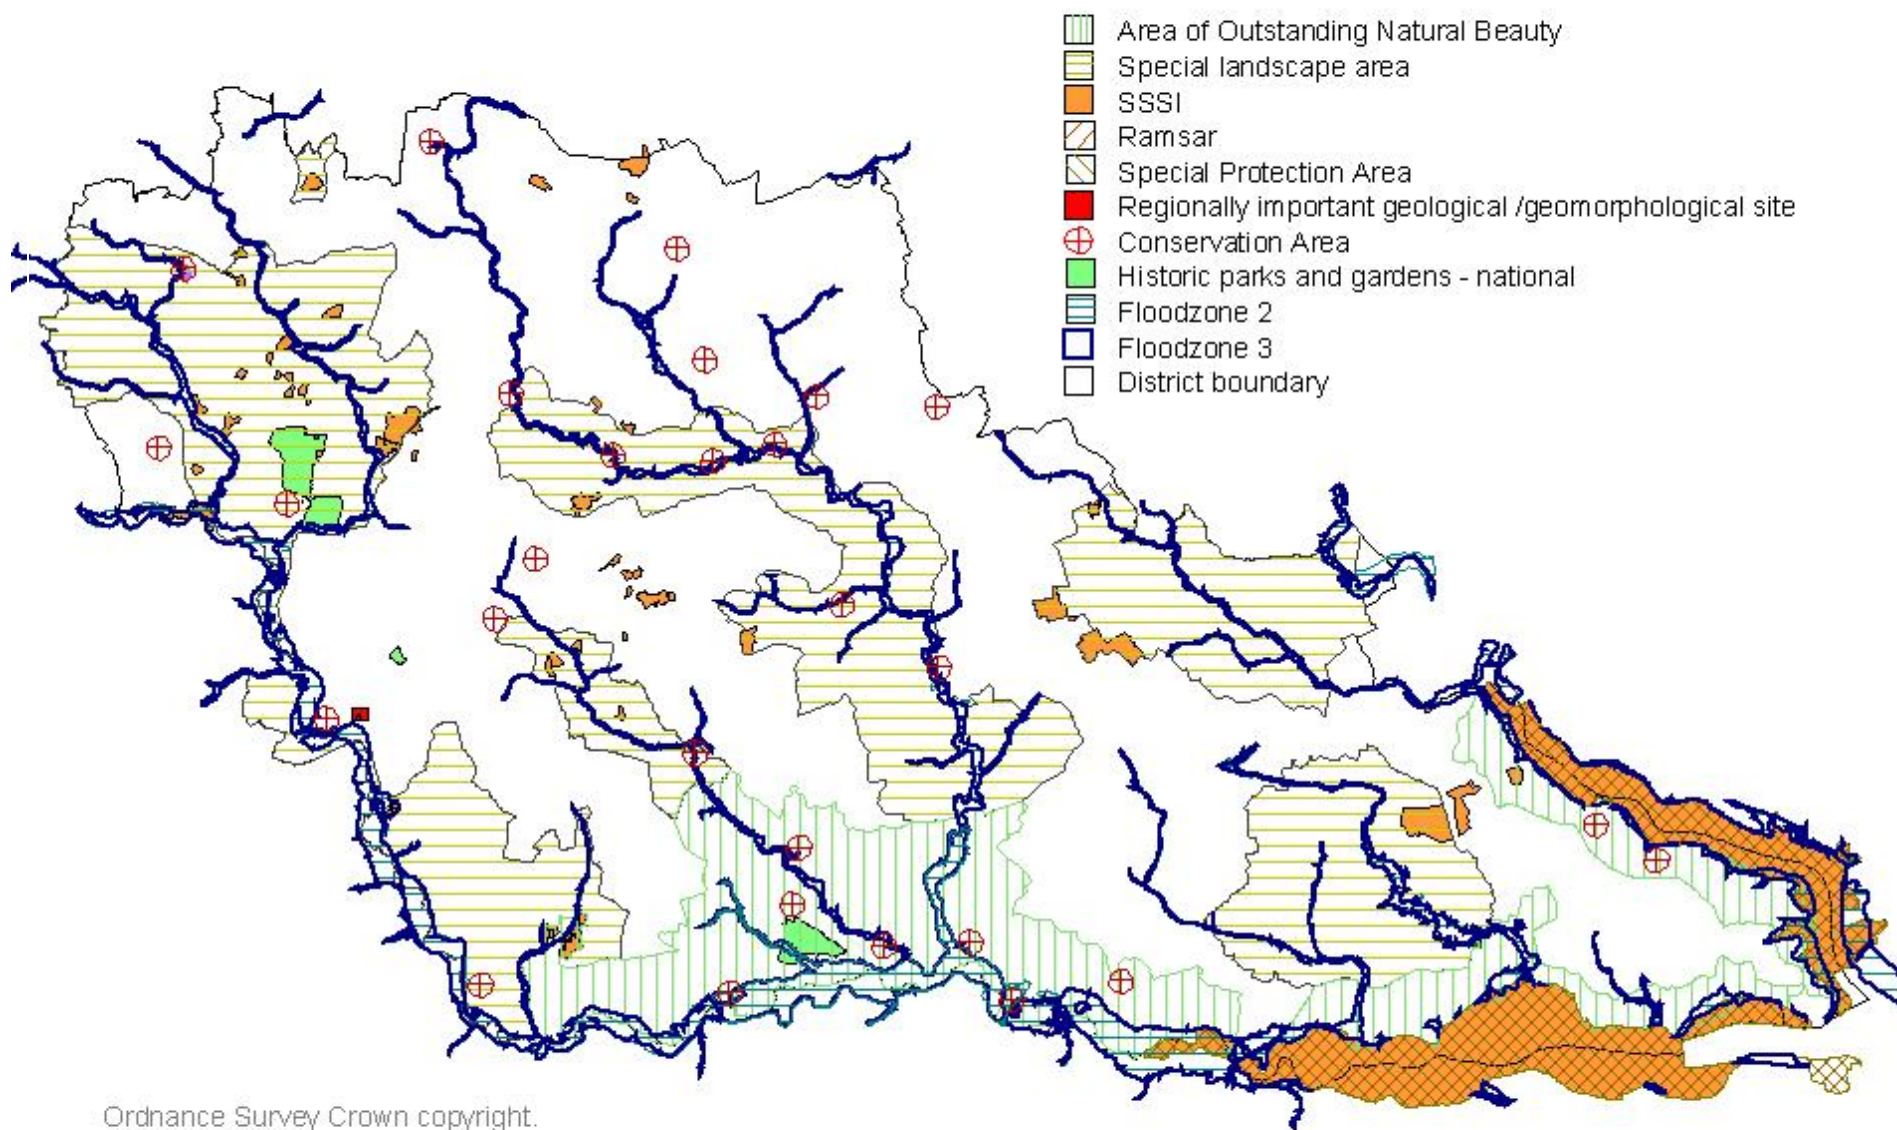 Area of Outstanding Natural Beauty
Special landscape area
SSSI
Ramsar
Special Protection Area
Regionally important geological /geomorphological site
Conservation Area
Historic parks and gardens - national
Floodzone 2
Floodzone 3
District boundary
Ordnance Survey Crown copyright.